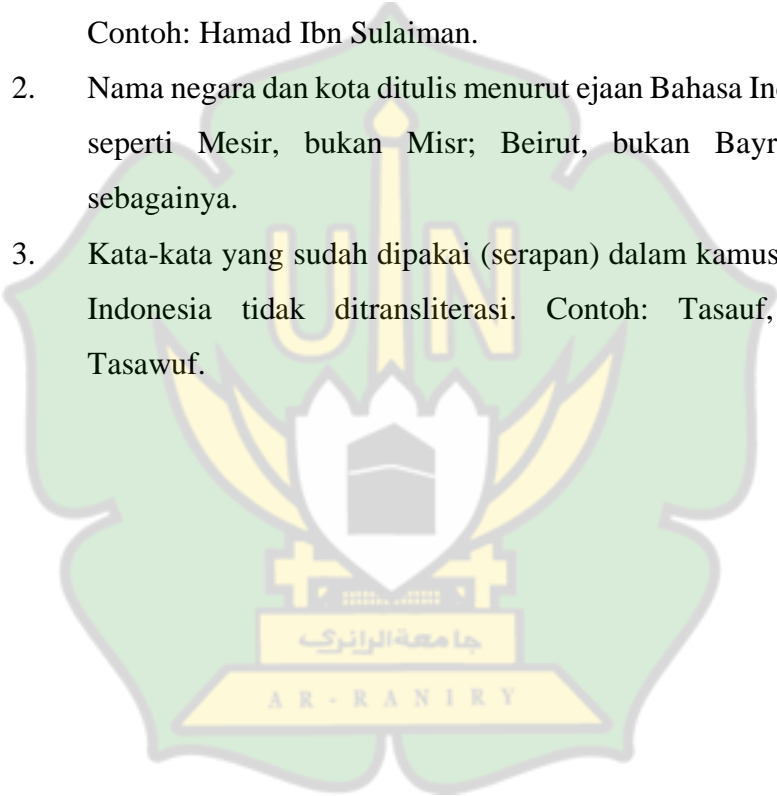 Contoh: Hamad Ibn Sulaiman.
2. Nama negara dan kota ditulis menurut ejaan Bahasa In
seperti Mesir, bukan Misr; Beirut, bukan Bayr
sebagainya.
3. Kata-kata yang sudah dipakai (serapan) dalam kamus
Indonesia tidak ditransliterasi. Contoh: Tasauf,
Tasawuf.
UIN
جامعةالرانري
AR-RANIRY